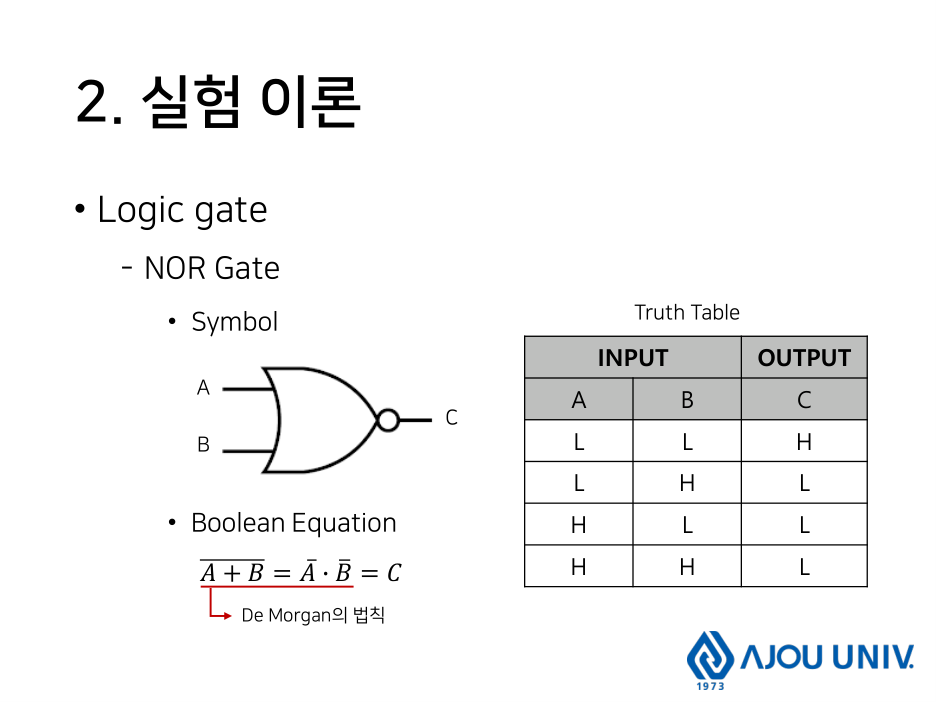 2. 실험 이론
• Logic gate
- NOR Gate
• Symbol
A
B
C
• Boolean Equation
$\overline{A + B} = \bar{A} \cdot \bar{B} = C$
De Morgan의 법칙
Truth Table
INPUT OUTPUT
A B C
L L H
L H L
H L L
H H L
AJOU UNIV.
1973